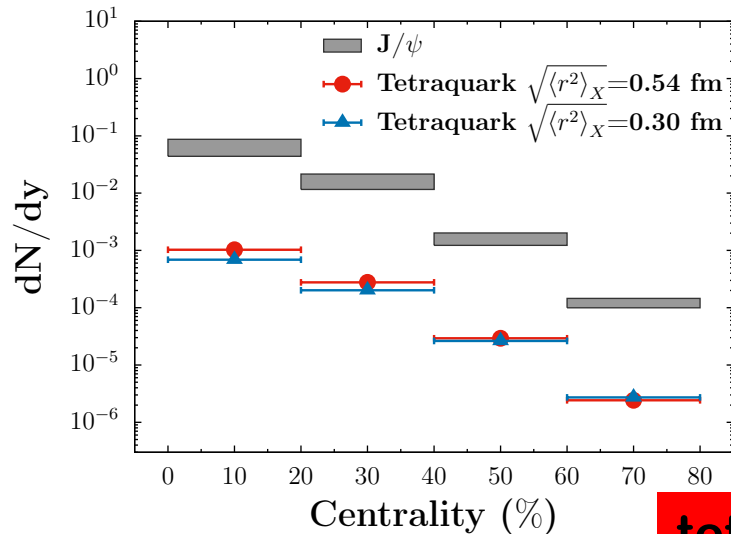 10^1
10^0
10^{-1}
10^{-2}
10^{-3}
10^{-4}
10^{-5}
10^{-6}
dN/dy
J/ψ
Tetraquark √⟨r²⟩_X=0.54 fm
Tetraquark √⟨r²⟩_X=0.30 fm
0 10 20 30 40 50 60 70 80
Centrality (%)